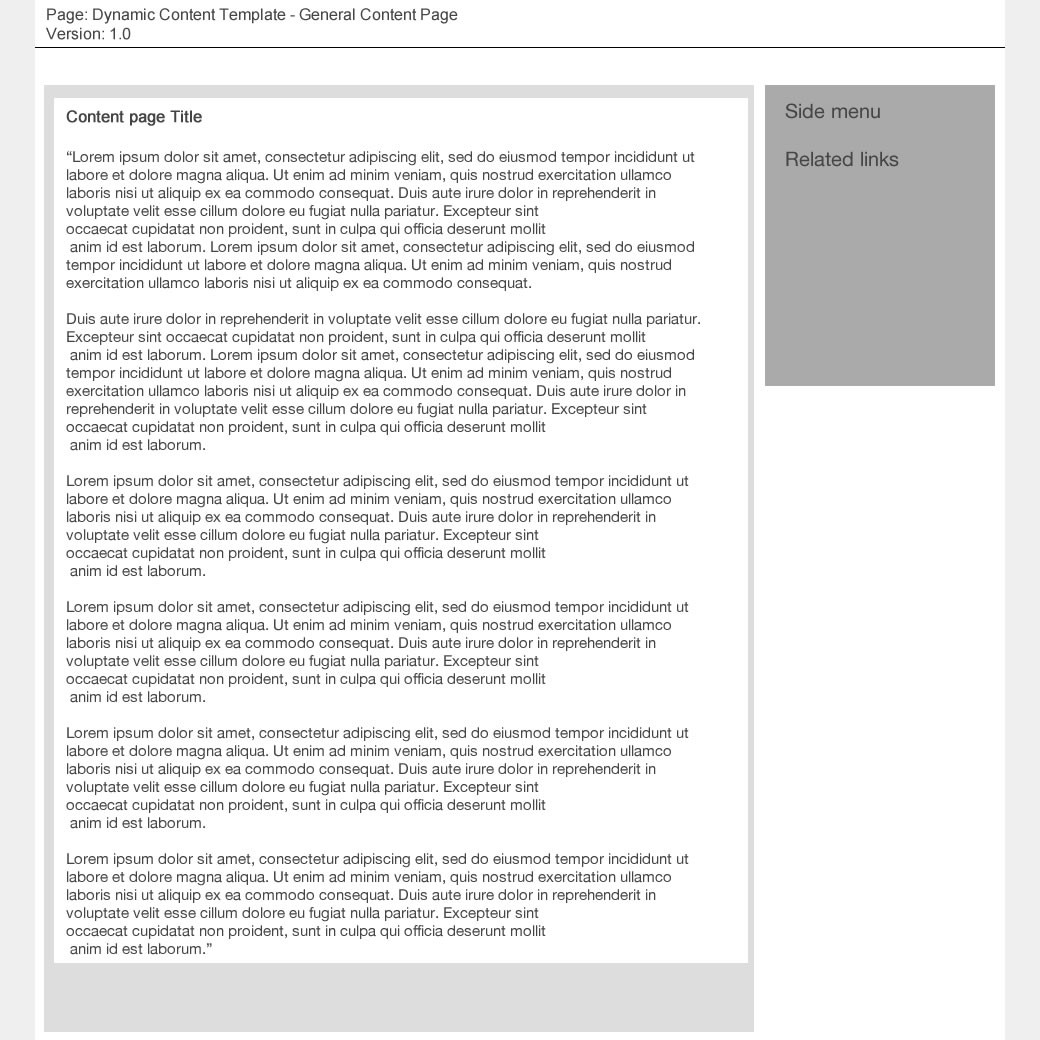 Page: Dynamic Content Template - General Content Page
Version: 1.0
Content page Title
“Lorem ipsum dolor sit amet, consectetur adipiscing elit, sed do eiusmod tempor incididunt ut
labore et dolore magna aliqua. Ut enim ad minim veniam, quis nostrud exercitation ullamco
laboris nisi ut aliquip ex ea commodo consequat. Duis aute irure dolor in reprehenderit in
voluptate velit esse cillum dolore eu fugiat nulla pariatur. Excepteur sint
occaecat cupidatat non proident, sunt in culpa qui officia deserunt mollit
anim id est laborum. Lorem ipsum dolor sit amet, consectetur adipiscing elit, sed do eiusmod
tempor incididunt ut labore et dolore magna aliqua. Ut enim ad minim veniam, quis nostrud
exercitation ullamco laboris nisi ut aliquip ex ea commodo consequat.
Duis aute irure dolor in reprehenderit in voluptate velit esse cillum dolore eu fugiat nulla pariatur.
Excepteur sint occaecat cupidatat non proident, sunt in culpa qui officia deserunt mollit
anim id est laborum. Lorem ipsum dolor sit amet, consectetur adipiscing elit, sed do eiusmod
tempor incididunt ut labore et dolore magna aliqua. Ut enim ad minim veniam, quis nostrud
exercitation ullamco laboris nisi ut aliquip ex ea commodo consequat. Duis aute irure dolor in
reprehenderit in voluptate velit esse cillum dolore eu fugiat nulla pariatur. Excepteur sint
occaecat cupidatat non proident, sunt in culpa qui officia deserunt mollit
anim id est laborum.
Lorem ipsum dolor sit amet, consectetur adipiscing elit, sed do eiusmod tempor incididunt ut
labore et dolore magna aliqua. Ut enim ad minim veniam, quis nostrud exercitation ullamco
laboris nisi ut aliquip ex ea commodo consequat. Duis aute irure dolor in reprehenderit in
voluptate velit esse cillum dolore eu fugiat nulla pariatur. Excepteur sint
occaecat cupidatat non proident, sunt in culpa qui officia deserunt mollit
anim id est laborum.
Lorem ipsum dolor sit amet, consectetur adipiscing elit, sed do eiusmod tempor incididunt ut
labore et dolore magna aliqua. Ut enim ad minim veniam, quis nostrud exercitation ullamco
laboris nisi ut aliquip ex ea commodo consequat. Duis aute irure dolor in reprehenderit in
voluptate velit esse cillum dolore eu fugiat nulla pariatur. Excepteur sint
occaecat cupidatat non proident, sunt in culpa qui officia deserunt mollit
anim id est laborum.
Lorem ipsum dolor sit amet, consectetur adipiscing elit, sed do eiusmod tempor incididunt ut
labore et dolore magna aliqua. Ut enim ad minim veniam, quis nostrud exercitation ullamco
laboris nisi ut aliquip ex ea commodo consequat. Duis aute irure dolor in reprehenderit in
voluptate velit esse cillum dolore eu fugiat nulla pariatur. Excepteur sint
occaecat cupidatat non proident, sunt in culpa qui officia deserunt mollit
anim id est laborum.
Lorem ipsum dolor sit amet, consectetur adipiscing elit, sed do eiusmod tempor incididunt ut
labore et dolore magna aliqua. Ut enim ad minim veniam, quis nostrud exercitation ullamco
laboris nisi ut aliquip ex ea commodo consequat. Duis aute irure dolor in reprehenderit in
voluptate velit esse cillum dolore eu fugiat nulla pariatur. Excepteur sint
occaecat cupidatat non proident, sunt in culpa qui officia deserunt mollit
anim id est laborum.”
Side menu
Related links